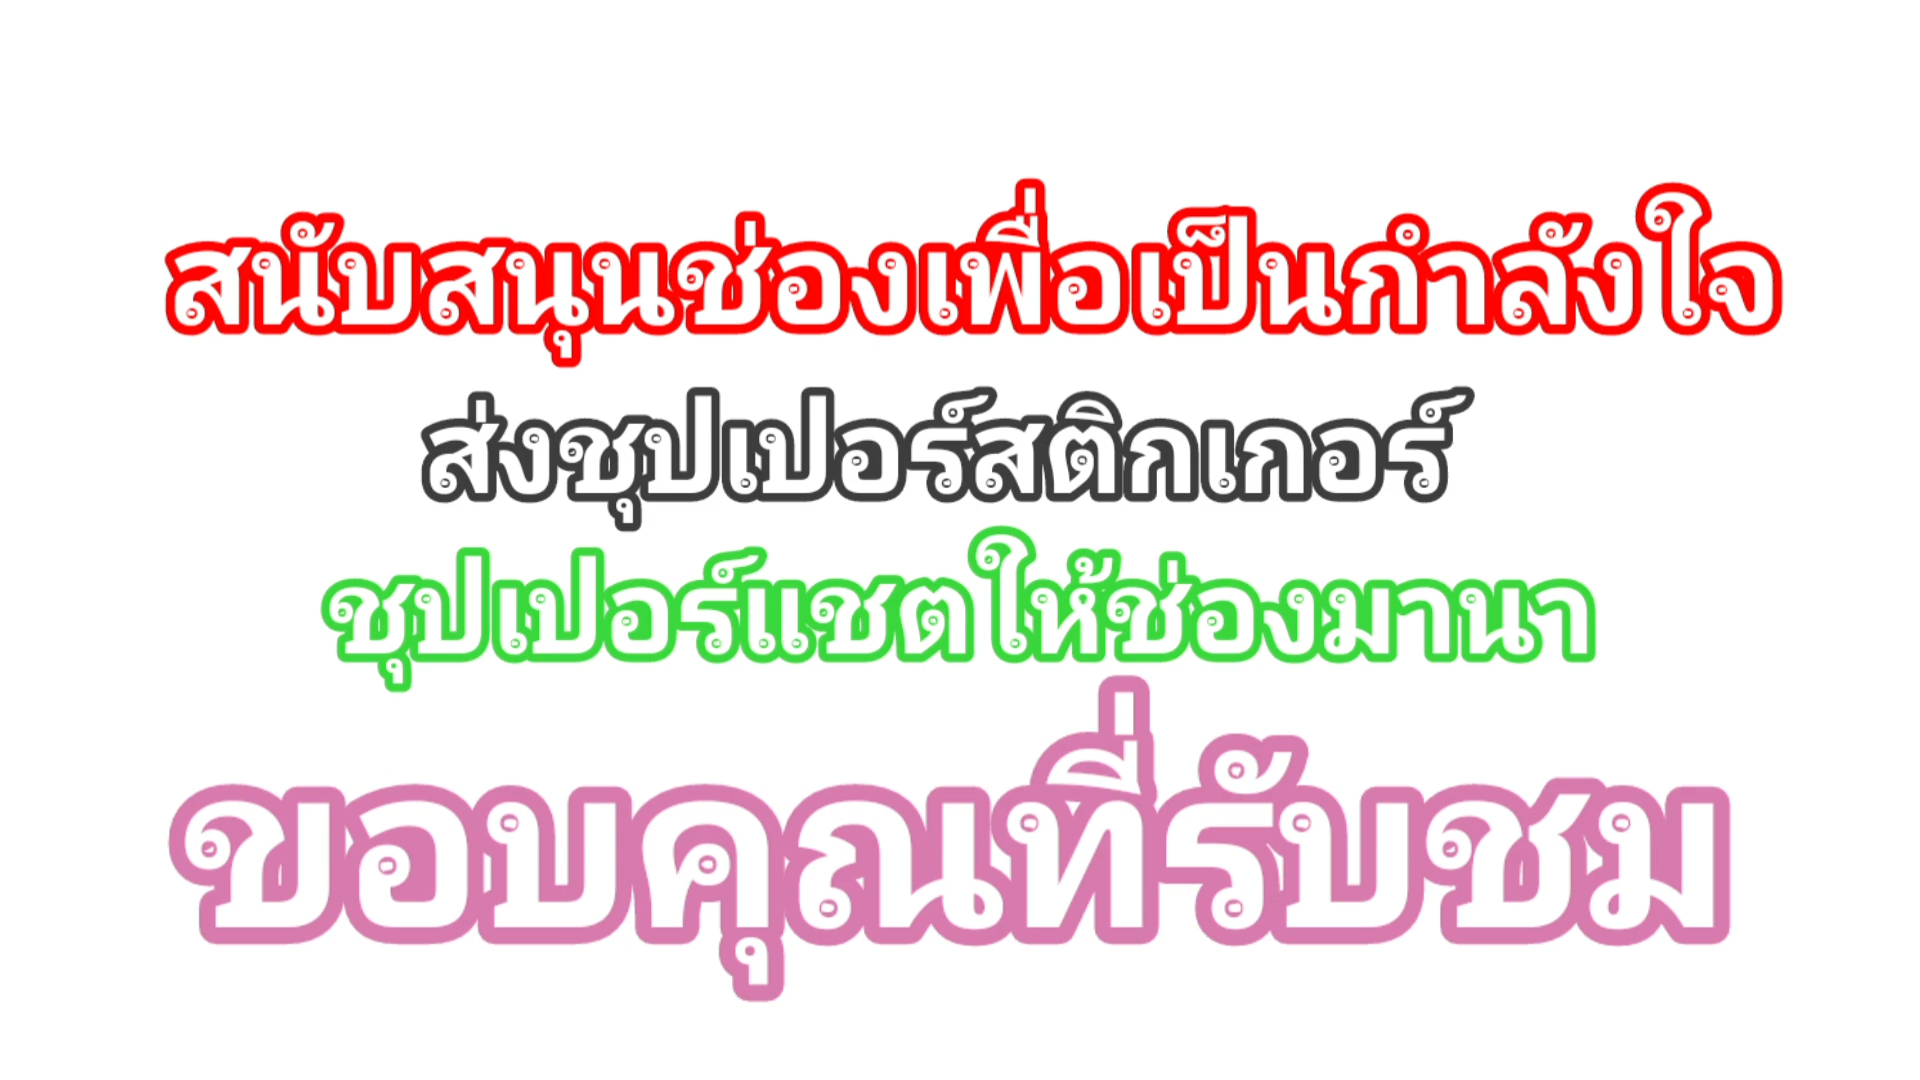 สนับสนุนช่องเพื่อเป็นกำลังใจ
ส่งซุปเปอร์สติกเกอร์
ซุปเปอร์แชตให้ช่องมานา
ขอบคุณที่รับชม